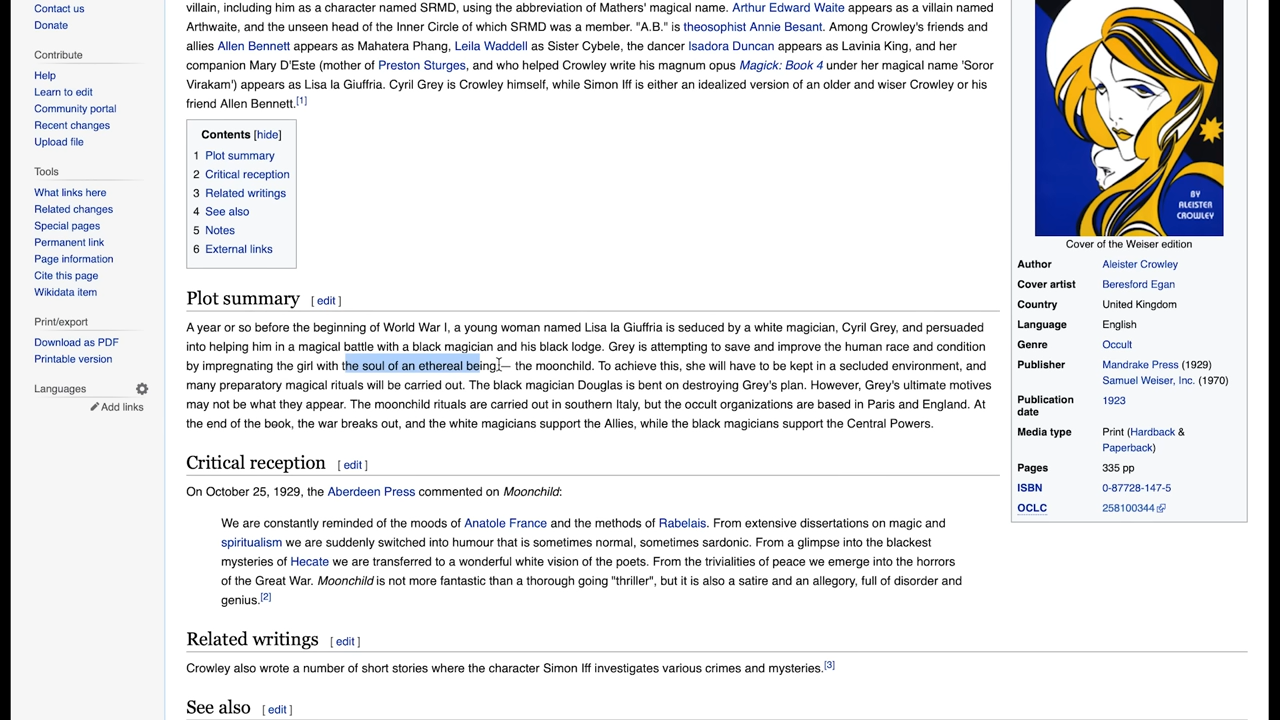 Contact us
Donate
Contribute
Help
Learn to edit
Community portal
Recent changes
Upload file
Tools
What links here
Related changes
Special pages
Permanent link
Page information
Cite this page
Wikidata item
Print/export
Download as PDF
Printable version
Languages
Add links
villain, including him as a character named SRMD, using the abbreviation of Mathers' magical name. Arthur Edward Waite appears as a villain named
Arthwaite, and the unseen head of the Inner Circle of which SRMD was a member. "A.B." is theosophist Annie Besant. Among Crowley's friends and
allies Allen Bennett appears as Mahatera Phang, Leila Waddell as Sister Cybele, the dancer Isadora Duncan appears as Lavinia King, and her
companion Mary D'Este (mother of Preston Sturges, and who helped Crowley write his magnum opus Magick: Book 4 under her magical name 'Soror
Virakam') appears as Lisa la Giuffria. Cyril Grey is Crowley himself, while Simon Iff is either an idealized version of an older and wiser Crowley or his
friend Allen Bennett.[1]
Contents [hide]
1 Plot summary
2 Critical reception
3 Related writings
4 See also
5 Notes
6 External links
Plot summary [ edit ]
A year or so before the beginning of World War I, a young woman named Lisa la Giuffria is seduced by a white magician, Cyril Grey, and persuaded
into helping him in a magical battle with a black magician and his black lodge. Grey is attempting to save and improve the human race and condition
by impregnating the girl with the soul of an ethereal being — the moonchild. To achieve this, she will have to be kept in a secluded environment, and
many preparatory magical rituals will be carried out. The black magician Douglas is bent on destroying Grey's plan. However, Grey's ultimate motives
may not be what they appear. The moonchild rituals are carried out in southern Italy, but the occult organizations are based in Paris and England. At
the end of the book, the war breaks out, and the white magicians support the Allies, while the black magicians support the Central Powers.
Critical reception [ edit ]
On October 25, 1929, the Aberdeen Press commented on Moonchild:
We are constantly reminded of the moods of Anatole France and the methods of Rabelais. From extensive dissertations on magic and
spiritualism we are suddenly switched into humour that is sometimes normal, sometimes sardonic. From a glimpse into the blackest
mysteries of Hecate we are transferred to a wonderful white vision of the poets. From the trivialities of peace we emerge into the horrors
of the Great War. Moonchild is not more fantastic than a thorough going "thriller", but it is also a satire and an allegory, full of disorder and
genius.[2]
Related writings [ edit ]
Crowley also wrote a number of short stories where the character Simon Iff investigates various crimes and mysteries.[3]
See also [ edit ]
BY
ALEISTER
CROWLEY
Cover of the Weiser edition
Author Aleister Crowley
Cover artist Beresford Egan
Country United Kingdom
Language English
Genre Occult
Publisher Mandrake Press (1929)
Samuel Weiser, Inc. (1970)
Publication 1923
date
Media type Print (Hardback &
Paperback)
Pages 335 pp
ISBN 0-87728-147-5
OCLC 258100344